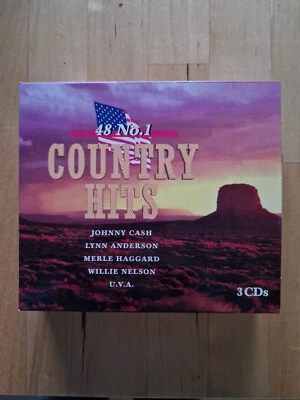 48 No.1
COUNTRY
HITS
JOHNNY CASH
LYNN ANDERSON
MERLE HAGGARD
WILLIE NELSON
U.V.A.
3 CDs